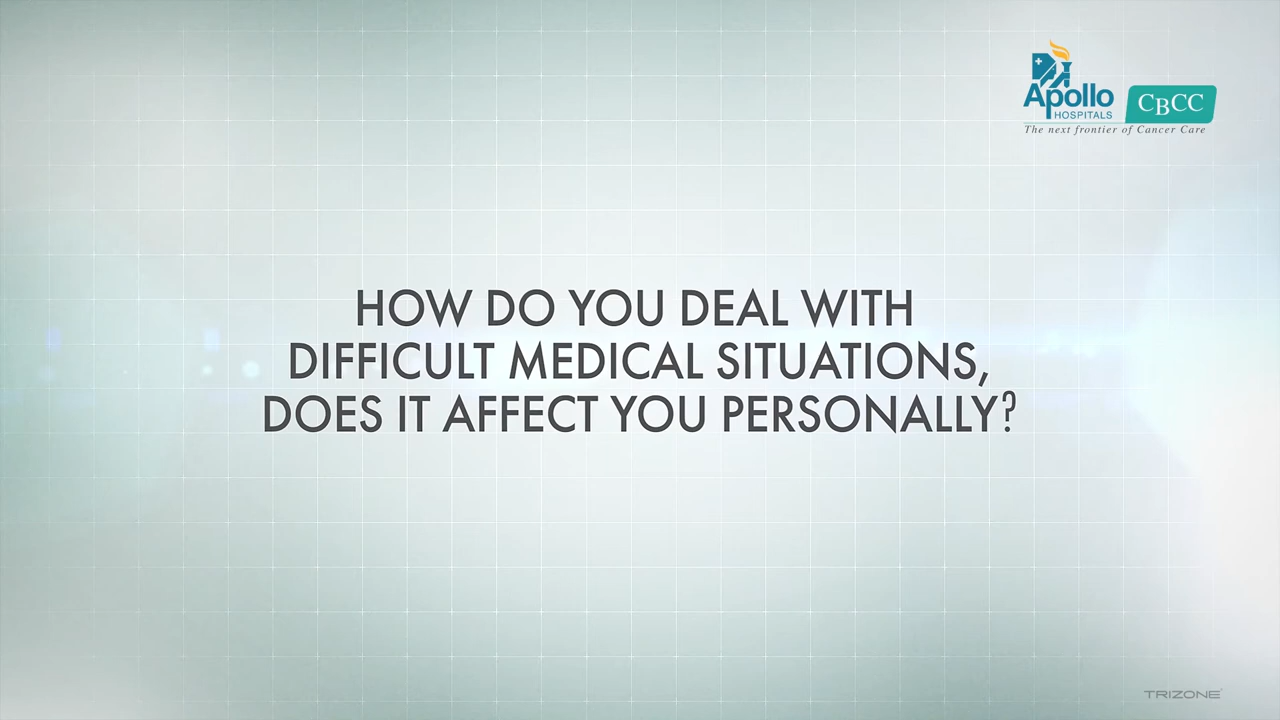 Apollo
HOSPITALS
CBCC
The next frontier of Cancer Care
HOW DO YOU DEAL WITH
DIFFICULT MEDICAL SITUATIONS,
DOES IT AFFECT YOU PERSONALLY?
TRIZONE